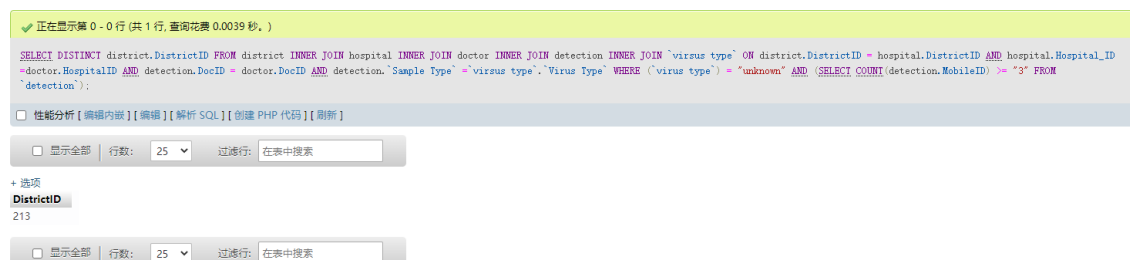 正在显示第 0 - 0 行 (共 1 行, 查询花费 0.0039 秒。)
SELECT DISTINCT district.DistrictID FROM district INNER JOIN hospital INNER JOIN doctor INNER JOIN detection INNER JOIN `virsus type` ON district.DistrictID = hospital.DistrictID AND hospital.Hospital_ID
=doctor.HospitalID AND detection.DocID = doctor.DocID AND detection.`Sample Type` =`virsus type`.`Virus Type` WHERE (`virus type`) = "unknown" AND (SELECT COUNT(detection.MobileID) >= "3" FROM
`detection`);
性能分析 [ 编辑内嵌 ] [ 编辑 ] [ 解析 SQL ] [ 创建 PHP 代码 ] [ 刷新 ]
显示全部 行数: 25 过滤行: 在表中搜索
+ 选项
DistrictID
213
显示全部 行数: 25 过滤行: 在表中搜索